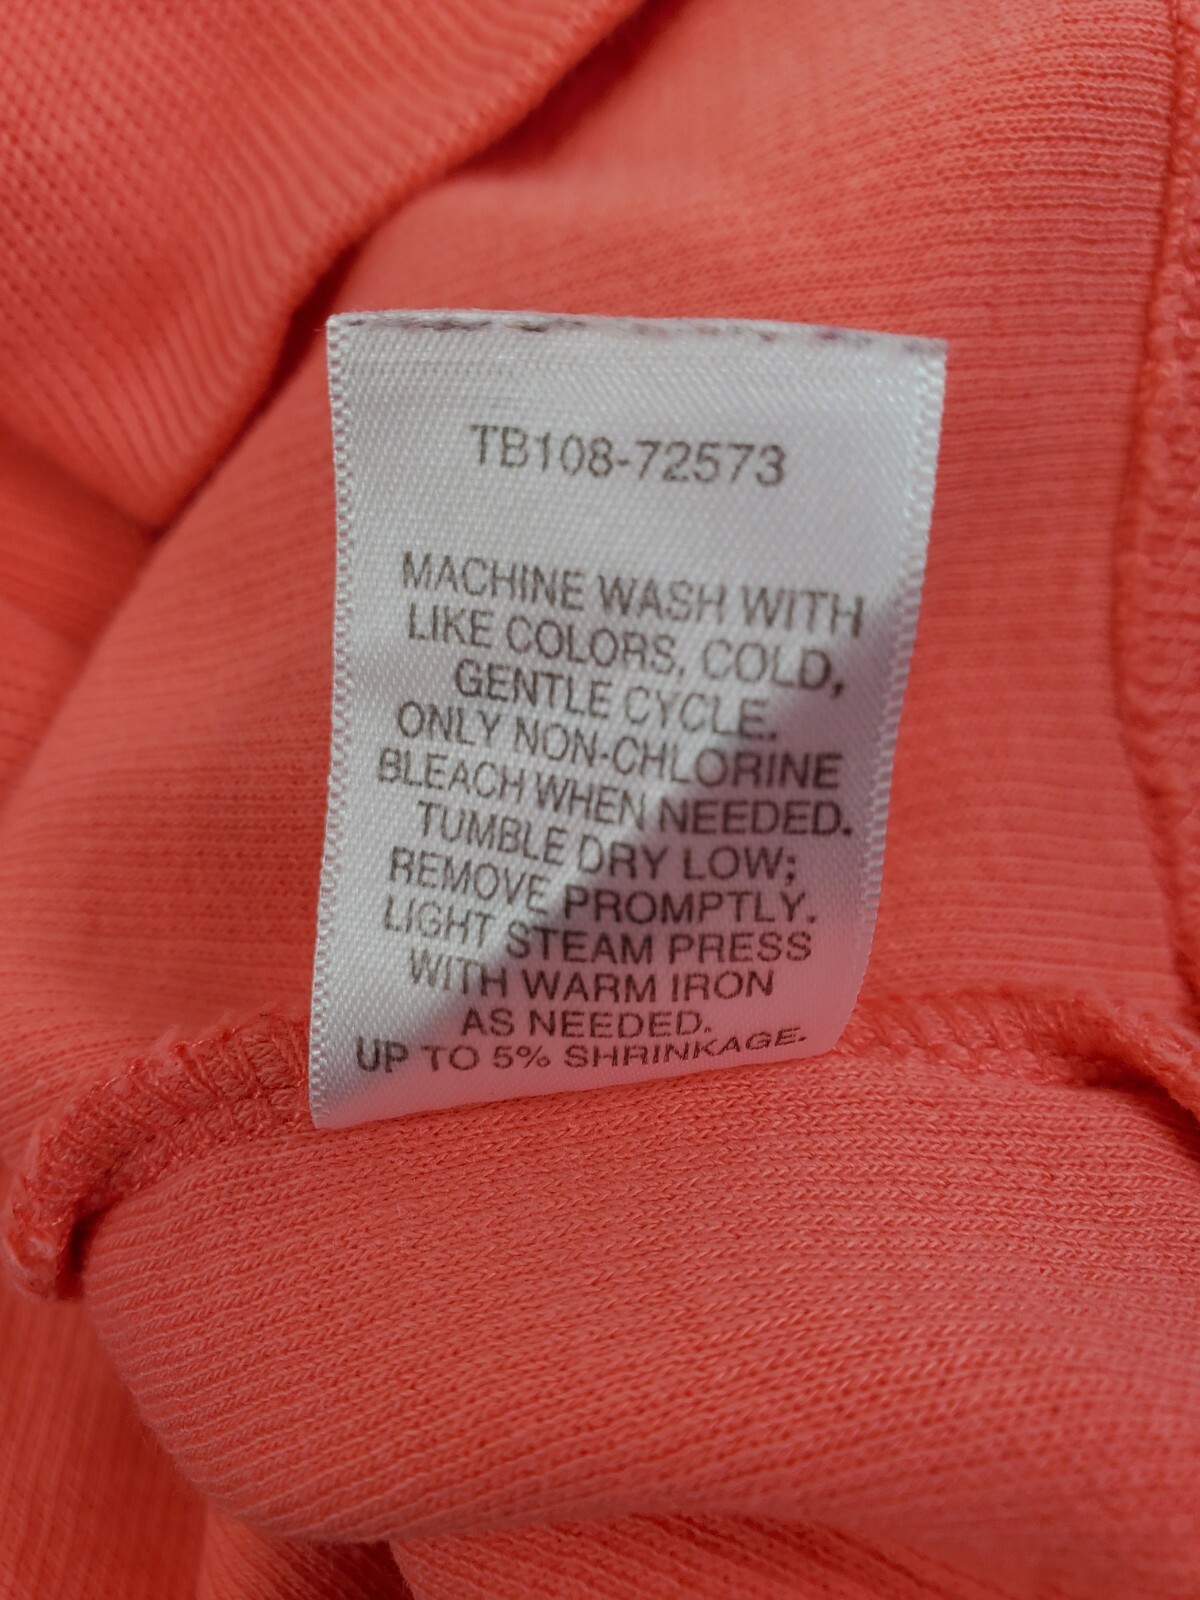 TB108-72573
MACHINE WASH WITH
LIKE COLORS, COLD,
GENTLE CYCLE.
ONLY NON-CHLORINE
BLEACH WHEN NEEDED.
TUMBLE DRY LOW;
REMOVE PROMPTLY.
LIGHT STEAM PRESS
WITH WARM IRON
AS NEEDED.
UP TO 5% SHRINKAGE.